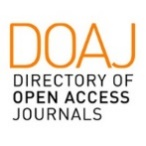 DOAJ
DIRECTORY OF
OPEN ACCESS
JOURNALS